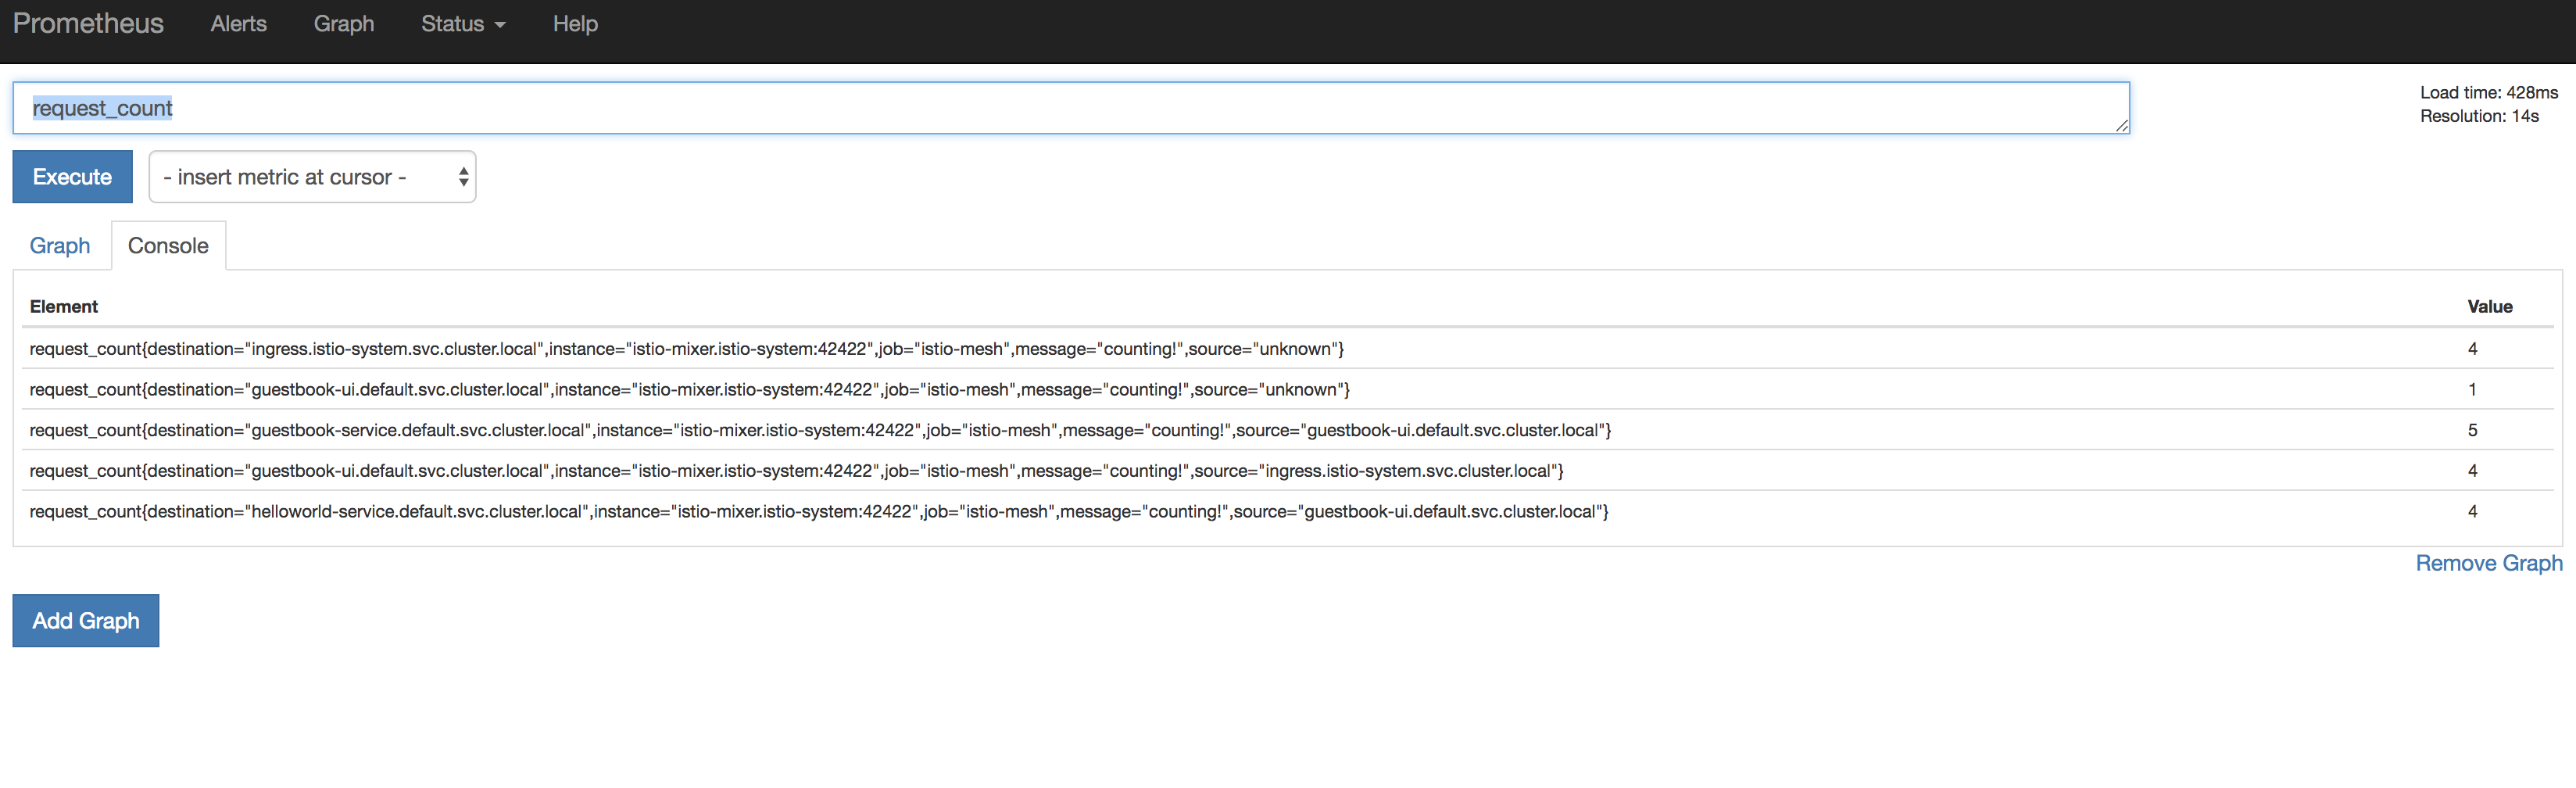 Prometheus Alerts Graph Status Help
request_count
Load time: 428ms
Resolution: 14s
Execute - insert metric at cursor -
Graph Console
Element Value
request_count{destination="ingress.istio-system.svc.cluster.local",instance="istio-mixer.istio-system:42422",job="istio-mesh",message="counting!",source="unknown"} 4
request_count{destination="guestbook-ui.default.svc.cluster.local",instance="istio-mixer.istio-system:42422",job="istio-mesh",message="counting!",source="unknown"} 1
request_count{destination="guestbook-service.default.svc.cluster.local",instance="istio-mixer.istio-system:42422",job="istio-mesh",message="counting!",source="guestbook-ui.default.svc.cluster.local"} 5
request_count{destination="guestbook-ui.default.svc.cluster.local",instance="istio-mixer.istio-system:42422",job="istio-mesh",message="counting!",source="ingress.istio-system.svc.cluster.local"} 4
request_count{destination="helloworld-service.default.svc.cluster.local",instance="istio-mixer.istio-system:42422",job="istio-mesh",message="counting!",source="guestbook-ui.default.svc.cluster.local"} 4
Remove Graph
Add Graph